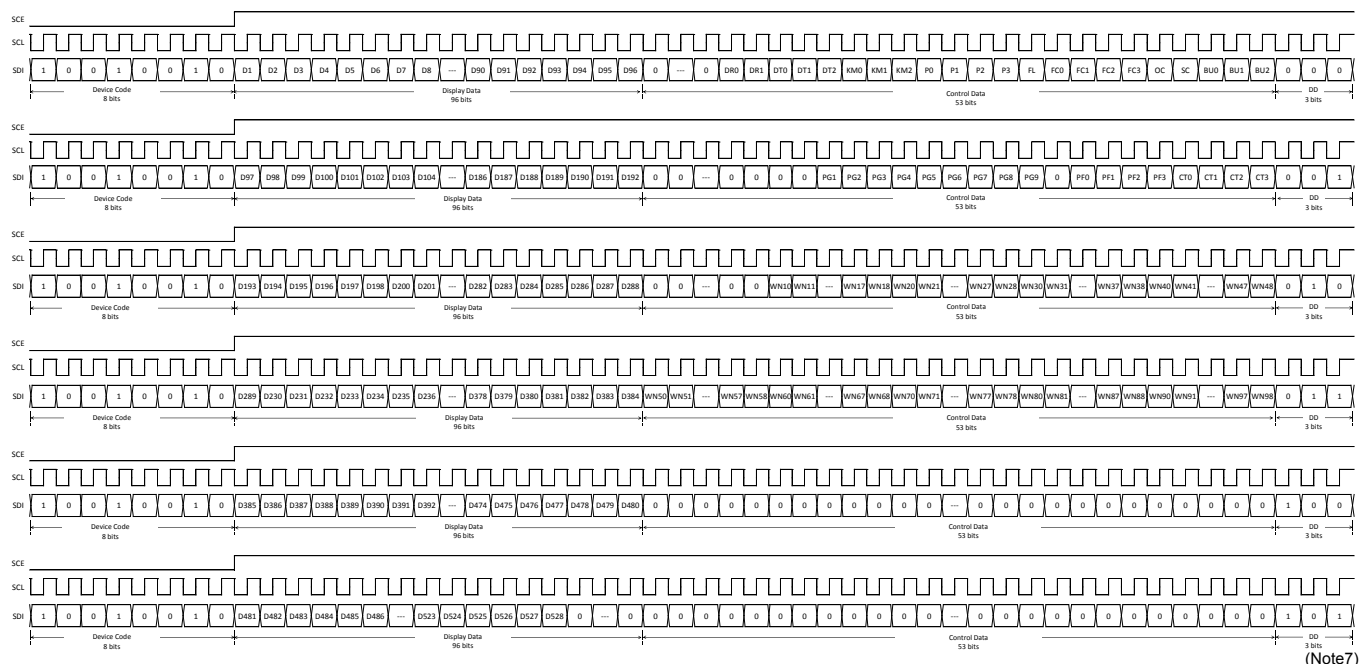 SCE
SCL
SDI 1 0 0 1 0 0 1 0 D1 D2 D3 D4 D5 D6 D7 D8 --- D90 D91 D92 D93 D94 D95 D96 0 --- 0 DR0 DR1 DT0 DT1 DT2 KM0 KM1 KM2 P0 P1 P2 P3 FL FC0 FC1 FC2 FC3 OC SC BU0 BU1 BU2 0 0 0
Device Code Display Data Control Data DD
8 bits 96 bits 53 bits 3 bits
SCE
SCL
SDI 1 0 0 1 0 0 1 0 D97 D98 D99 D100 D101 D102 D103 D104 --- D186 D187 D188 D189 D190 D191 D192 0 0 --- 0 0 0 0 PG1 PG2 PG3 PG4 PG5 PG6 PG7 PG8 PG9 0 PF0 PF1 PF2 PF3 CT0 CT1 CT2 CT3 0 0 1
Device Code Display Data Control Data DD
8 bits 96 bits 53 bits 3 bits
SCE
SCL
SDI 1 0 0 1 0 0 1 0 D193 D194 D195 D196 D197 D198 D200 D201 --- D282 D283 D284 D285 D286 D287 D288 0 0 --- 0 0 WN10 WN11 --- WN17 WN18 WN20 WN21 --- WN27 WN28 WN30 WN31 --- WN37 WN38 WN40 WN41 --- WN47 WN48 0 1 0
Device Code Display Data Control Data DD
8 bits 96 bits 53 bits 3 bits
SCE
SCL
SDI 1 0 0 1 0 0 1 0 D289 D230 D231 D232 D233 D234 D235 D236 --- D378 D379 D380 D381 D382 D383 D384 WN50 WN51 --- WN57 WN58 WN60 WN61 --- WN67 WN68 WN70 WN71 --- WN77 WN78 WN80 WN81 --- WN87 WN88 WN90 WN91 --- WN97 WN98 0 1 1
Device Code Display Data Control Data DD
8 bits 96 bits 53 bits 3 bits
SCE
SCL
SDI 1 0 0 1 0 0 1 0 D385 D386 D387 D388 D389 D390 D391 D392 --- D474 D475 D476 D477 D478 D479 D480 0 0 0 0 0 0 0 0 0 0 0 0 --- 0 0 0 0 0 0 0 0 0 0 0 0 1 0 0
Device Code Display Data Control Data DD
8 bits 96 bits 53 bits 3 bits
SCE
SCL
SDI 1 0 0 1 0 0 1 0 D481 D482 D483 D484 D485 D486 --- D523 D524 D525 D526 D527 D528 0 --- 0 0 0 0 0 0 0 0 0 0 0 0 0 --- 0 0 0 0 0 0 0 0 0 0 0 0 1 0 1
Device Code Display Data Control Data DD
8 bits 96 bits 53 bits 3 bits
(Note7)